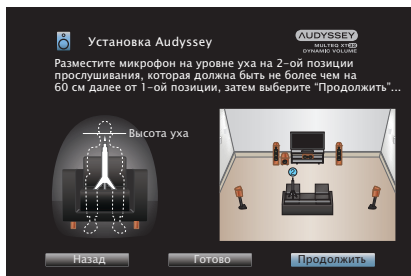 Установка Audyssey
AUDYSSEY
MULTEQ XT32
DYNAMIC VOLUME
Разместите микрофон на уровне уха на 2-ой позиции
прослушивания, которая должна быть не более чем на
60 см далее от 1-ой позиции, затем выберите “Продолжить”...
Высота уха
2
Назад
Готово
Продолжить